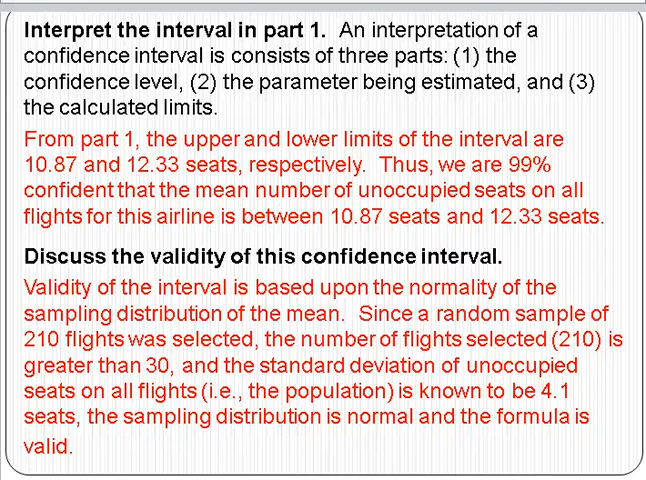 Interpret the interval in part 1. An interpretation of a
confidence interval is consists of three parts: (1) the
confidence level, (2) the parameter being estimated, and (3)
the calculated limits.
From part 1, the upper and lower limits of the interval are
10.87 and 12.33 seats, respectively. Thus, we are 99%
confident that the mean number of unoccupied seats on all
flights for this airline is between 10.87 seats and 12.33 seats.
Discuss the validity of this confidence interval.
Validity of the interval is based upon the normality of the
sampling distribution of the mean. Since a random sample of
210 flights was selected, the number of flights selected (210) is
greater than 30, and the standard deviation of unoccupied
seats on all flights (i.e., the population) is known to be 4.1
seats, the sampling distribution is normal and the formula is
valid.